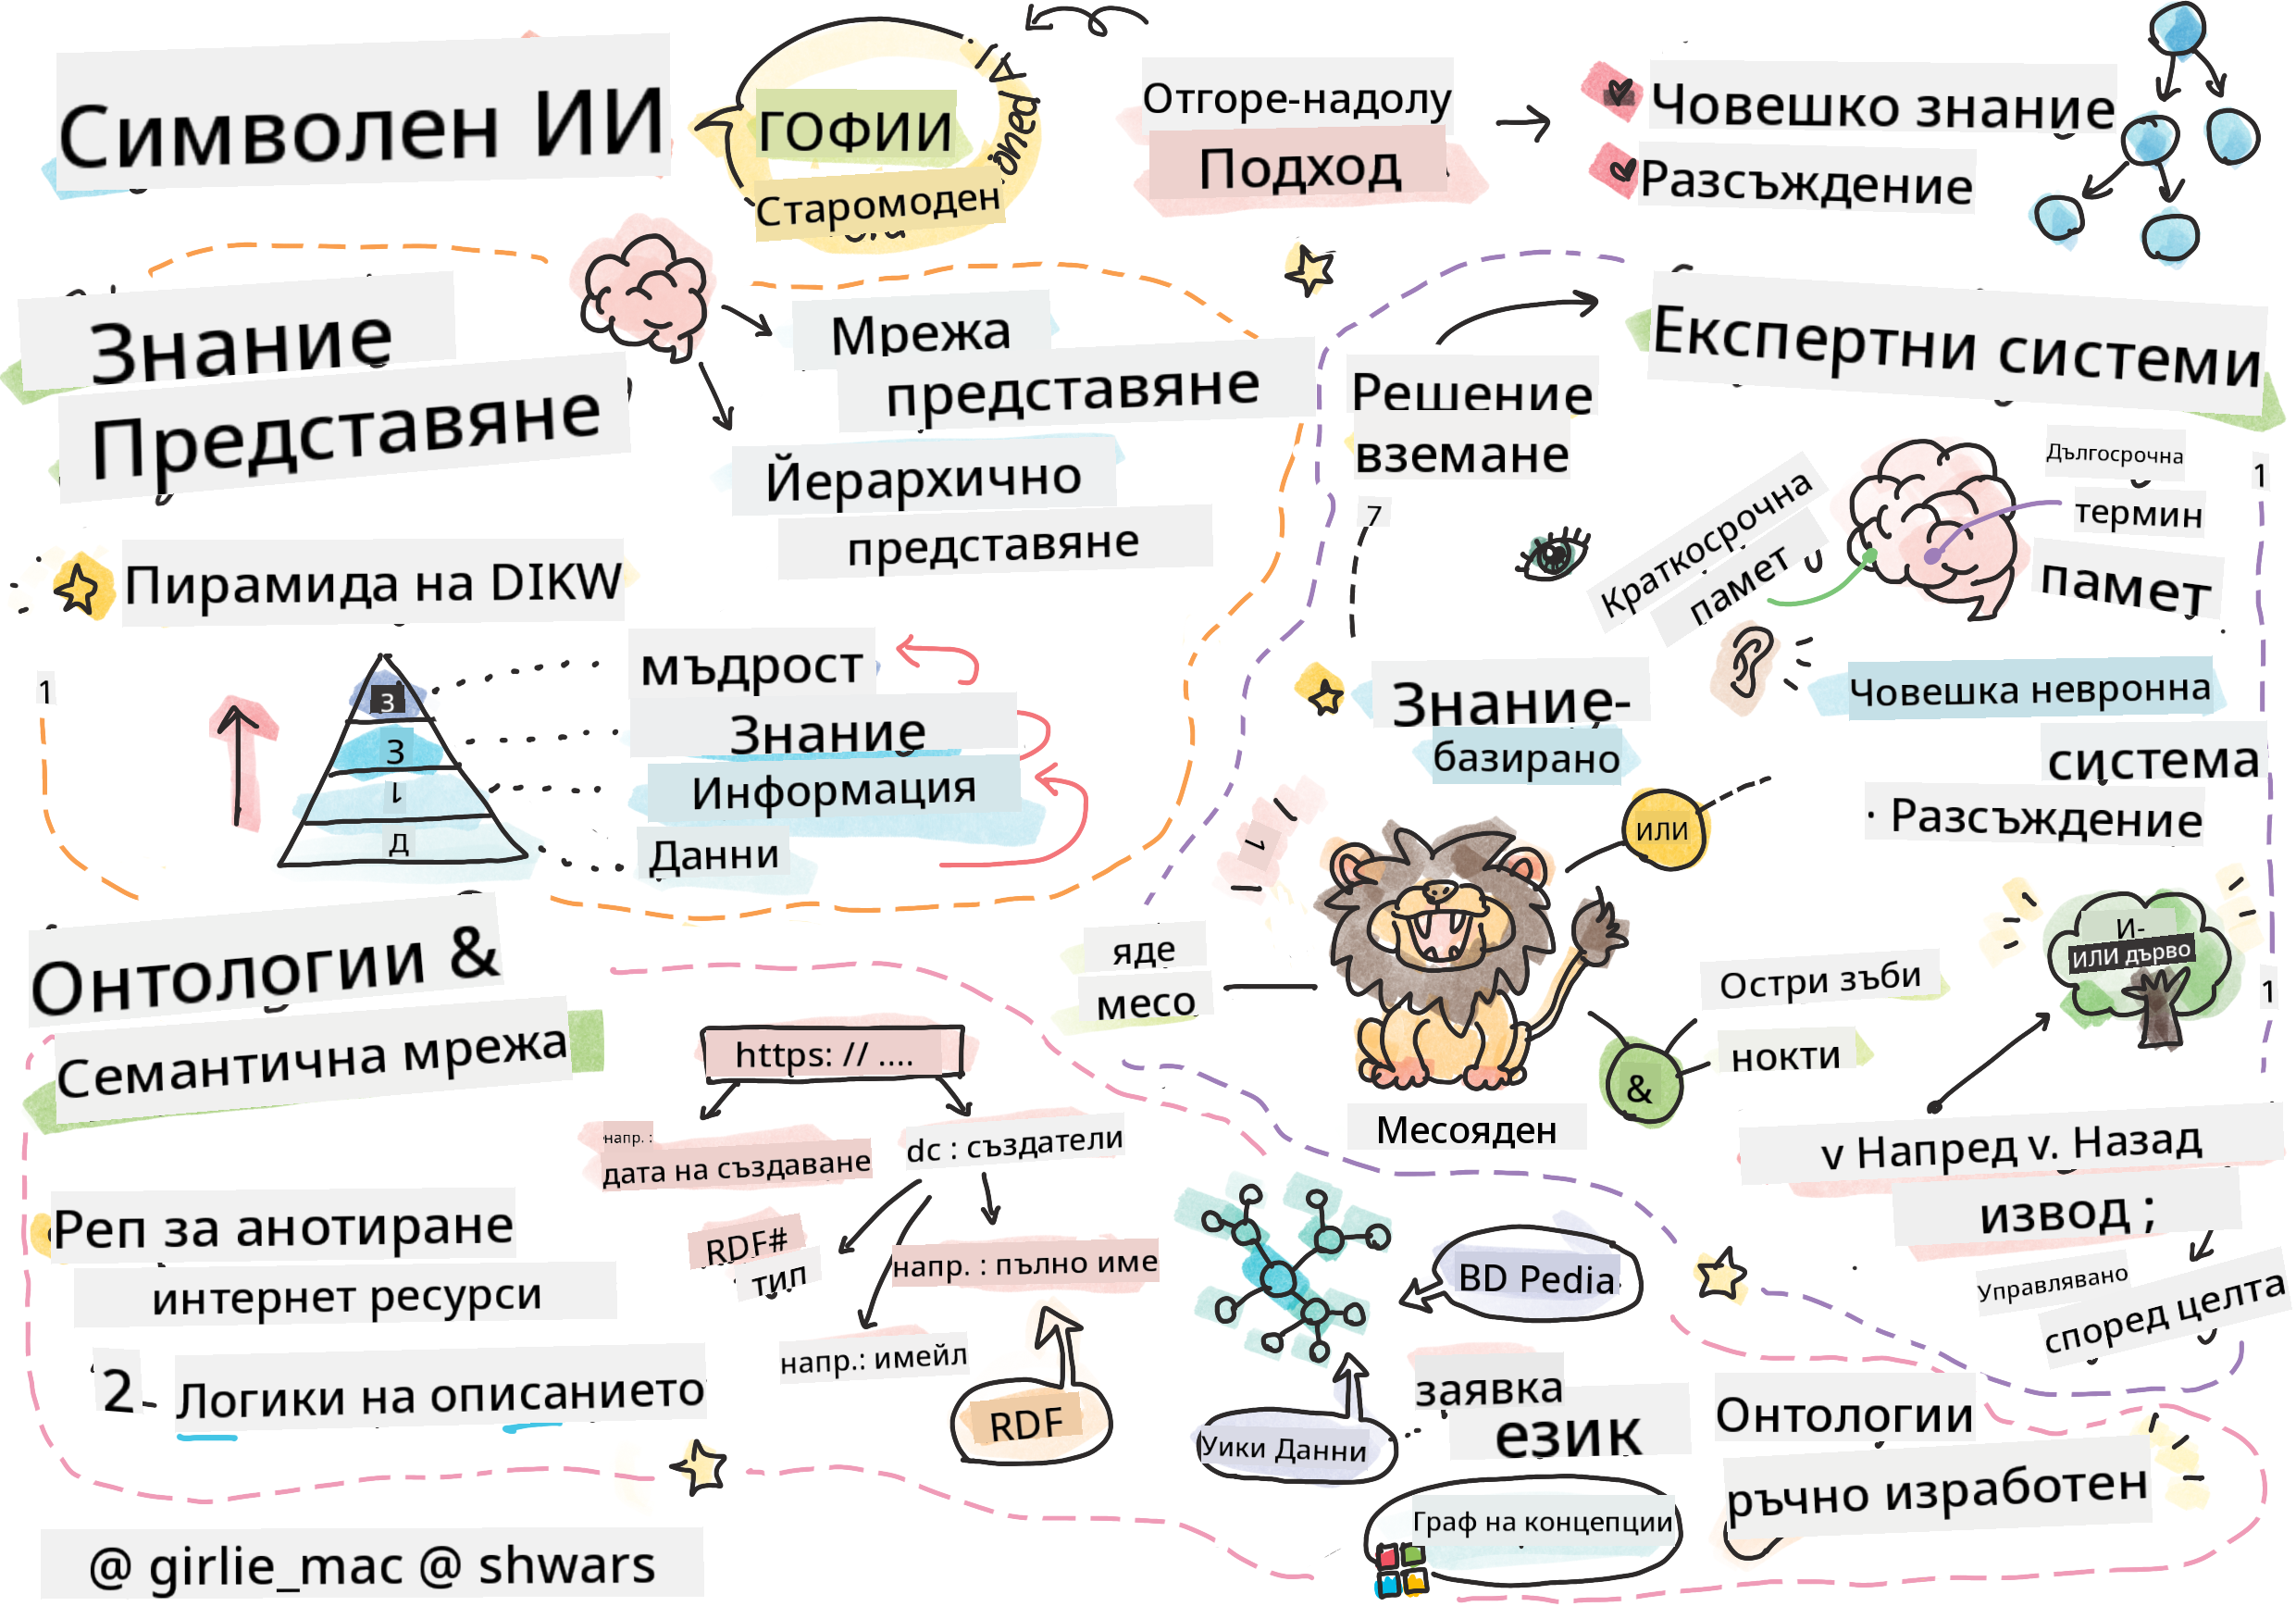 Символен ИИ
ГОФИИ
Старомоден
Отгоре-надолу
Подход
Човешко знание
Разсъждение
Знание
Представяне
Мрежа
представяне
Йерархично
представяне
Пирамида на DIKW
мъдрост
Знание
Информация
Данни
1
З
З
Д
Експертни системи
Решение
вземане
7
Краткосрочна
памет
Дългосрочна
термин
памет
1
Човешка невронна
система
· Разсъждение
Знание-
базирано
или
яде
месо
Остри зъби
нокти
&
Месояден
И-
ИЛИ дърво
1
v Напред v. Назад
извод ;
Управлявано
според целта
Онтологии &
Семантична мрежа
https: // ....
напр. :
дата на създаване
dc : създатели
RDF#
тип
напр. : пълно име
напр.: имейл
RDF
Реп за анотиране
интернет ресурси
2
Логики на описанието
BD Pedia
Уики Данни
заявка
език
Граф на концепции
Онтологии
ръчно изработен
@ girlie_mac @ shwars